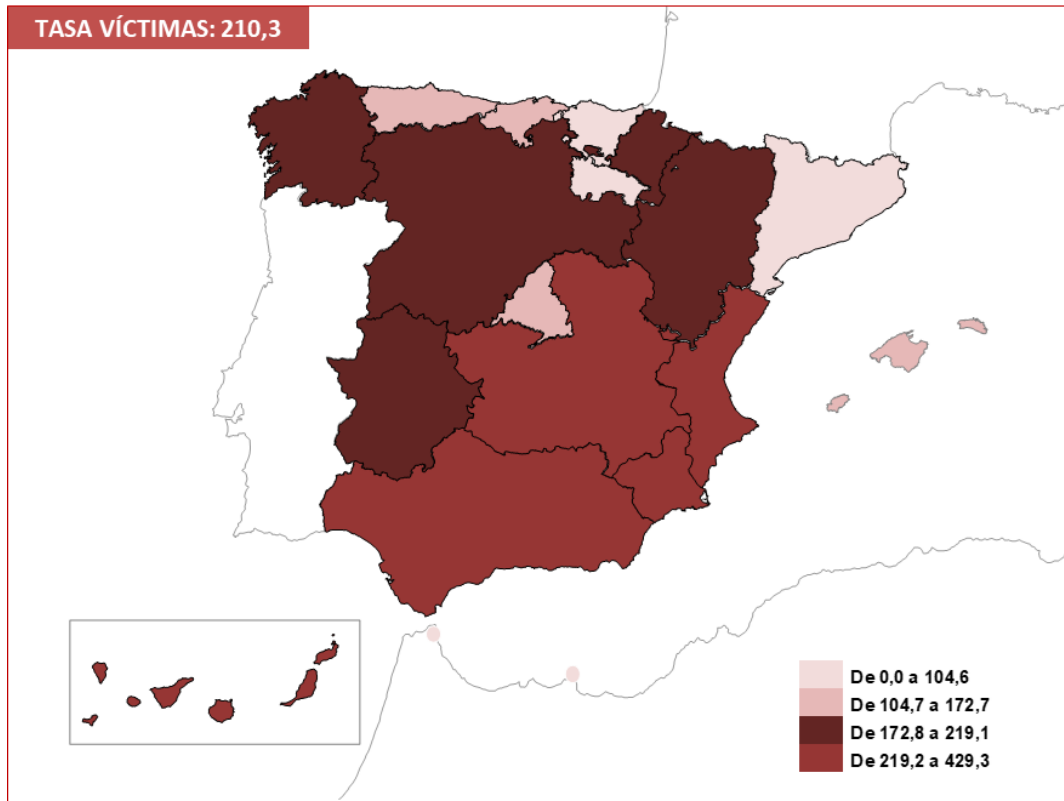 TASA VÍCTIMAS: 210,3
De 0,0 a 104,6
De 104,7 a 172,7
De 172,8 a 219,1
De 219,2 a 429,3